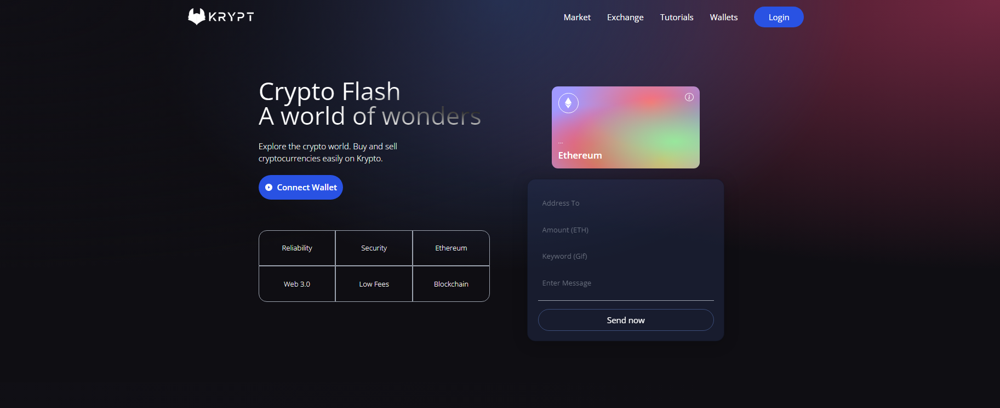 KRYPT
Market
Exchange
Tutorials
Wallets
Login
Crypto Flash
A world of wonders
Explore the crypto world. Buy and sell
cryptocurrencies easily on Krypto.
Connect Wallet
Reliability
Security
Ethereum
Web 3.0
Low Fees
Blockchain
i
...
Ethereum
Address To
Amount (ETH)
Keyword (Gif)
Enter Message
Send now